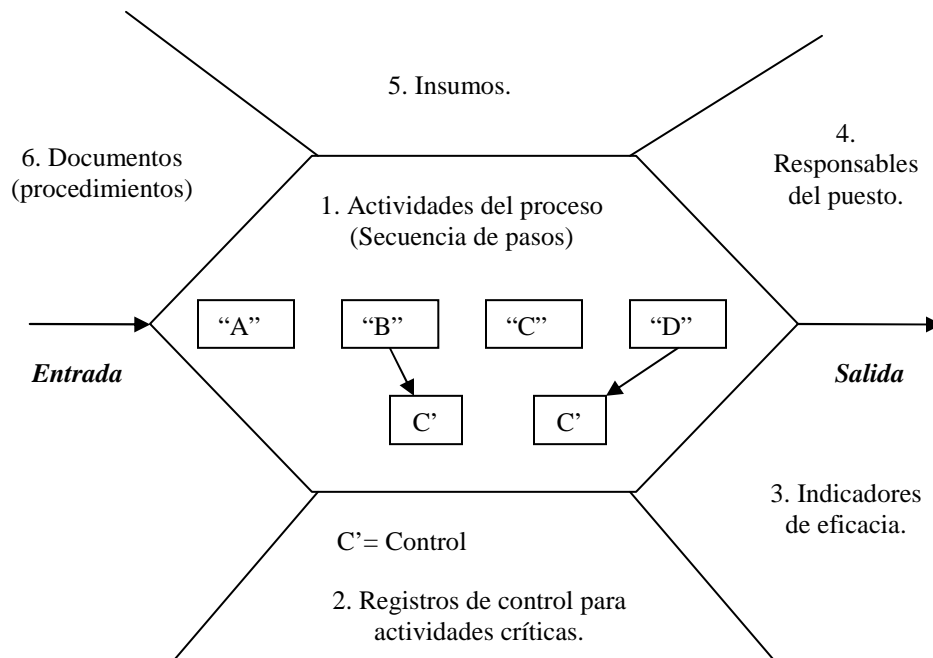 5. Insumos.
6. Documentos
(procedimientos)
4.
Responsables
del puesto.
1. Actividades del proceso
(Secuencia de pasos)
“A”
“B”
“C”
“D”
Entrada
Salida
C’
C’
3. Indicadores
de eficacia.
C’= Control
2. Registros de control para
actividades críticas.